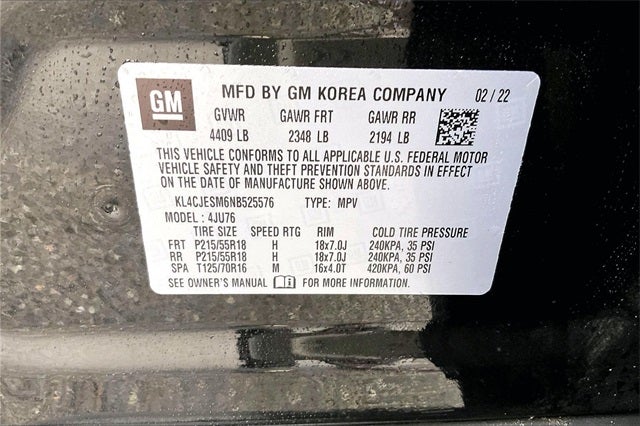 GM MFD BY GM KOREA COMPANY 02 / 22
GVWR GAWR FRT GAWR RR
4409 LB 2348 LB 2194 LB
THIS VEHICLE CONFORMS TO ALL APPLICABLE U.S. FEDERAL MOTOR
VEHICLE SAFETY AND THEFT PREVENTION STANDARDS IN EFFECT
ON THE DATE OF MANUFACTURE SHOWN ABOVE.
KL4CJESM6NB525576 TYPE: MPV
MODEL : 4JU76
TIRE SIZE SPEED RTG RIM COLD TIRE PRESSURE
FRT P215/55R18 H 18x7.0J 240KPA, 35 PSI
RR P215/55R18 H 18x7.0J 240KPA, 35 PSI
SPA T125/70R16 M 16x4.0T 420KPA, 60 PSI
SEE OWNER'S MANUAL FOR MORE INFORMATION.